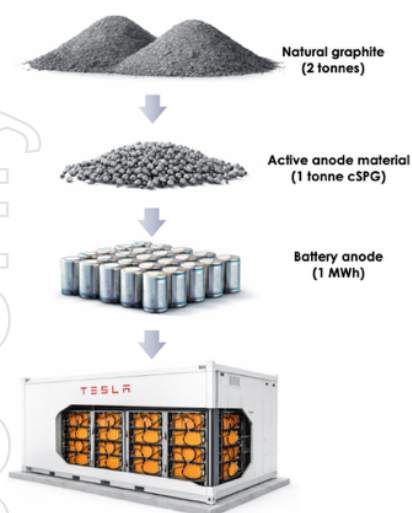 Natural graphite
(2 tonnes)
Active anode material
(1 tonne cSPG)
Battery anode
(1 MWh)
TESLA